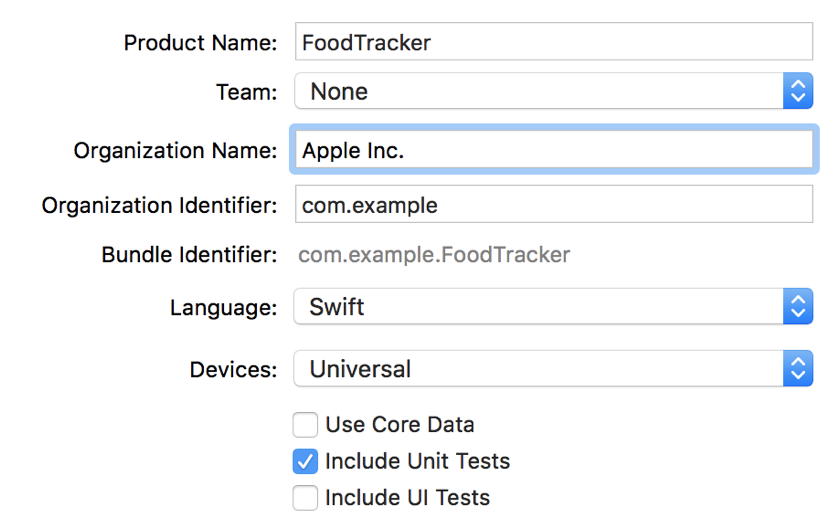 Product Name: FoodTracker
Team: None
Organization Name: Apple Inc.
Organization Identifier: com.example
Bundle Identifier: com.example.FoodTracker
Language: Swift
Devices: Universal
Use Core Data
Include Unit Tests
Include UI Tests